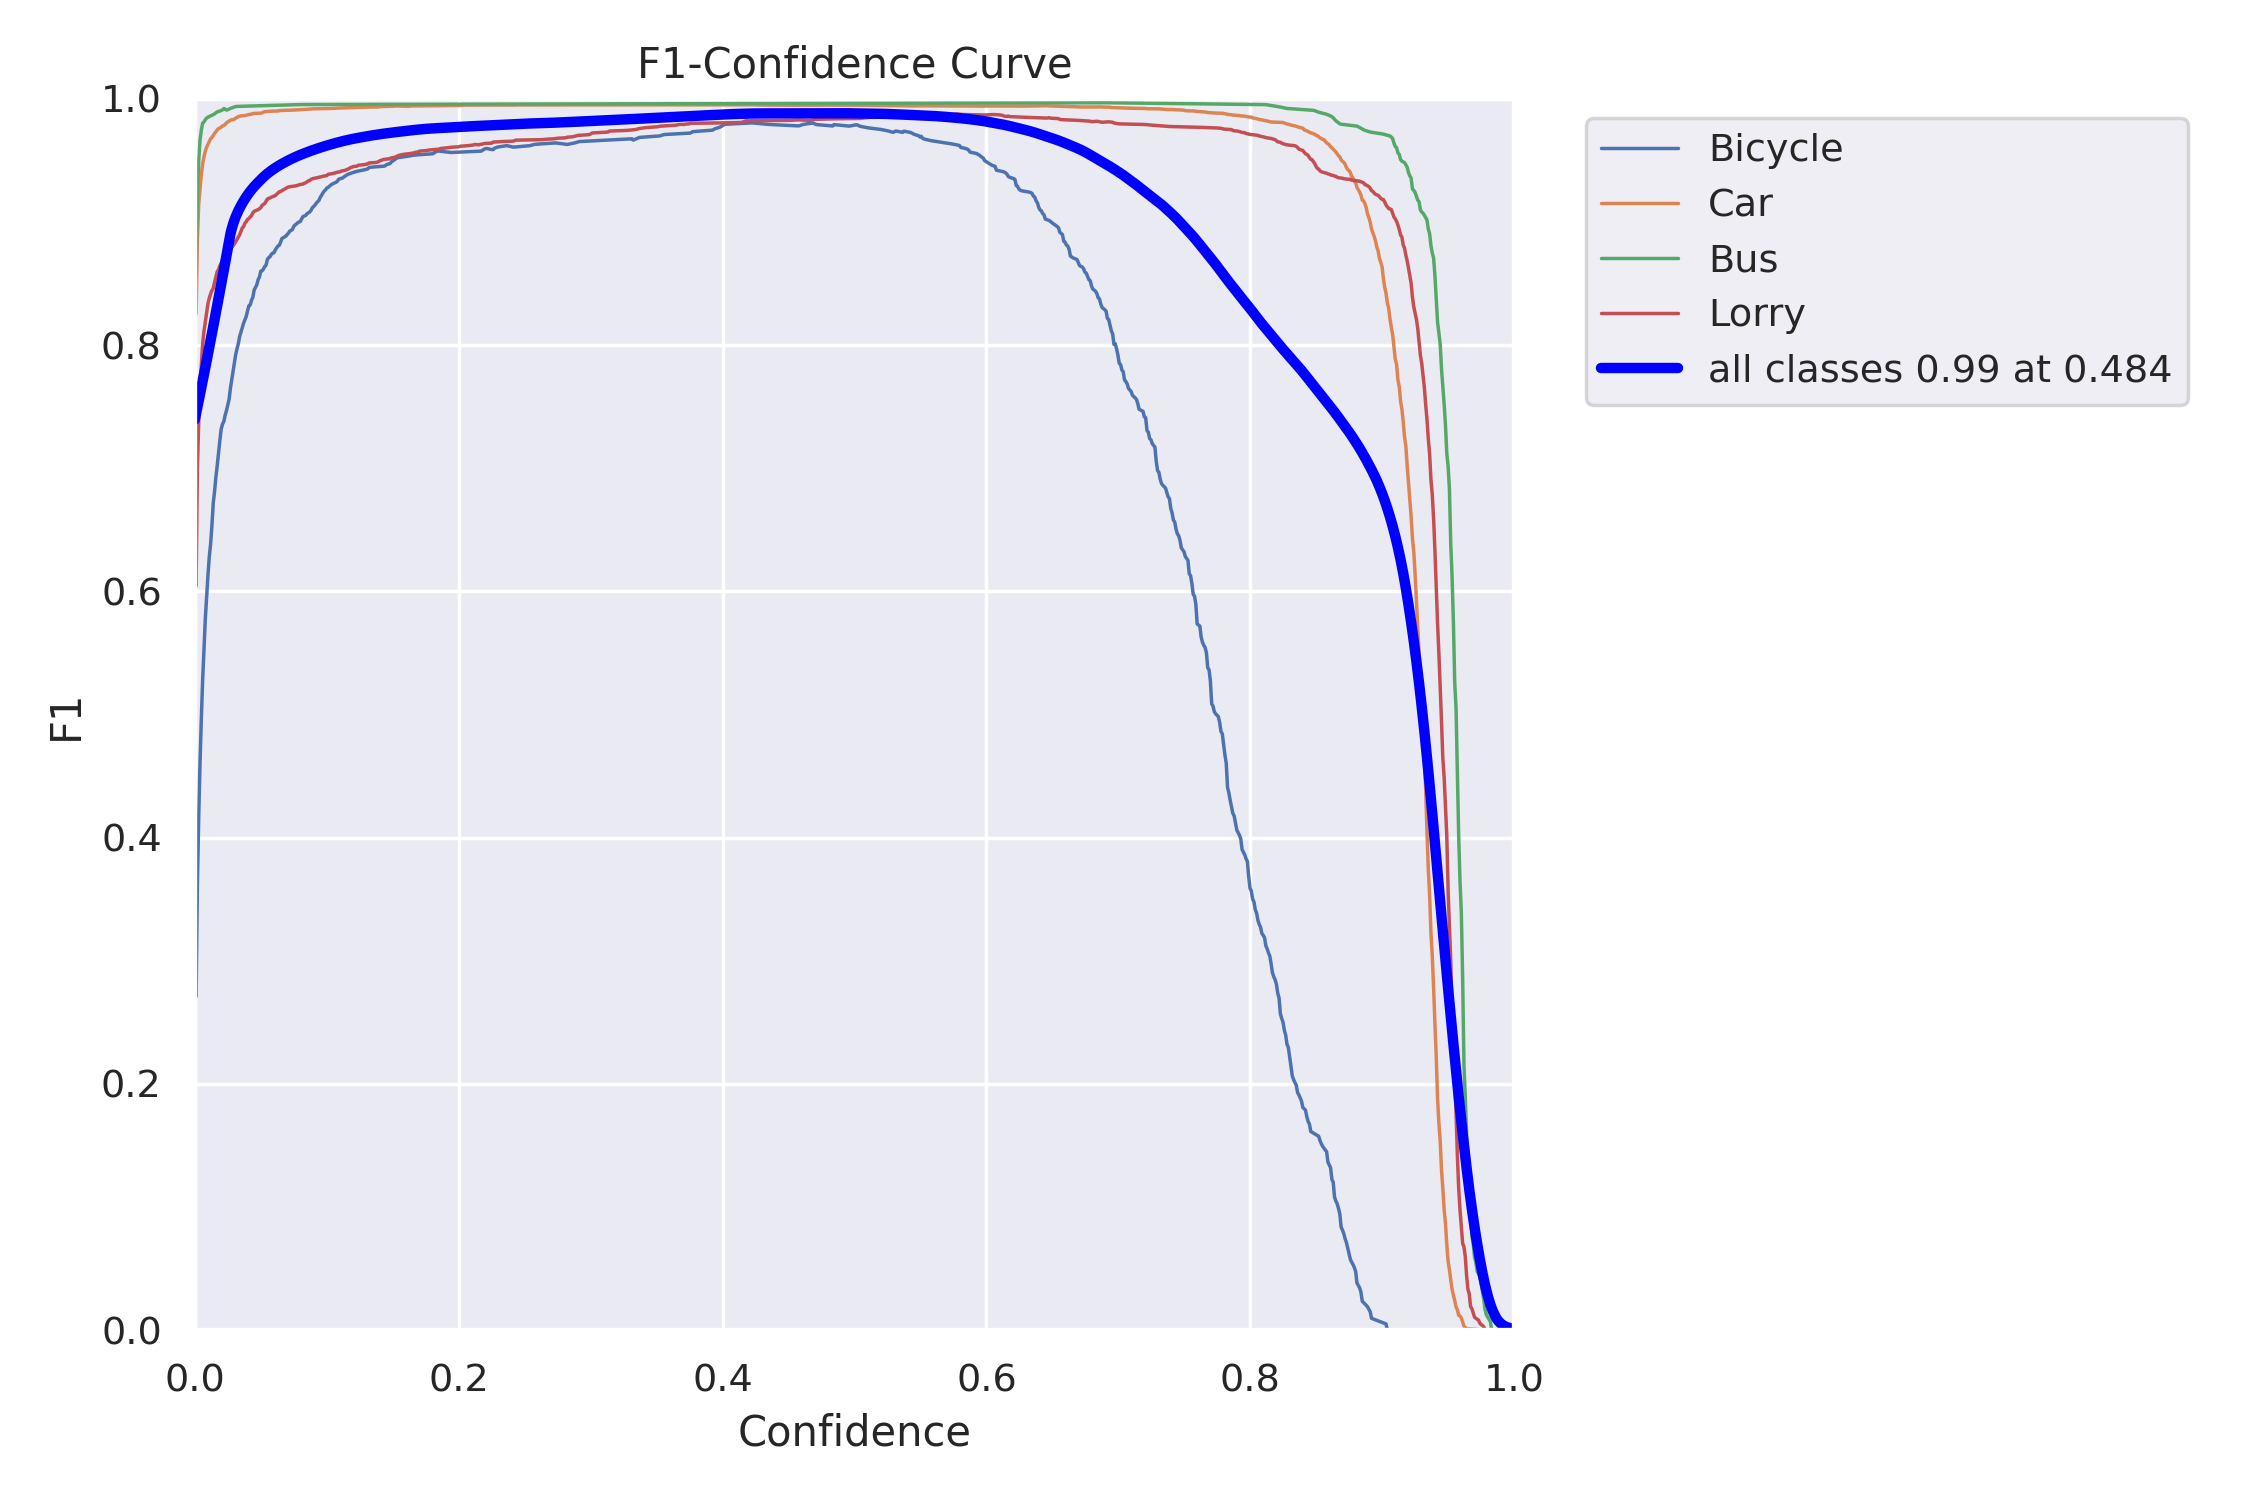 F1-Confidence Curve
1.0
0.8
0.6
0.4
0.2
0.0
F1
0.0 0.2 0.4 0.6 0.8 1.0
Confidence
Bicycle
Car
Bus
Lorry
all classes 0.99 at 0.484